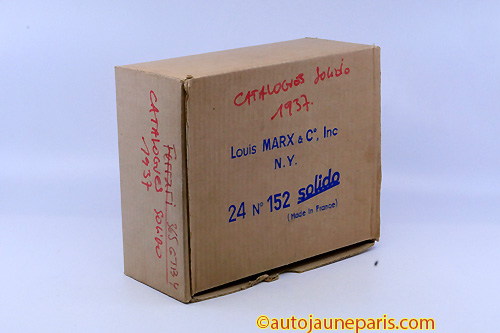 CATALOGUES Solido
1937.
Louis MARX & Co, Inc
N.Y.
24 No 152 solido
(Made in France)
CATALOGUES SOLIDO
1937
Ferrari
©autojauneparis.com